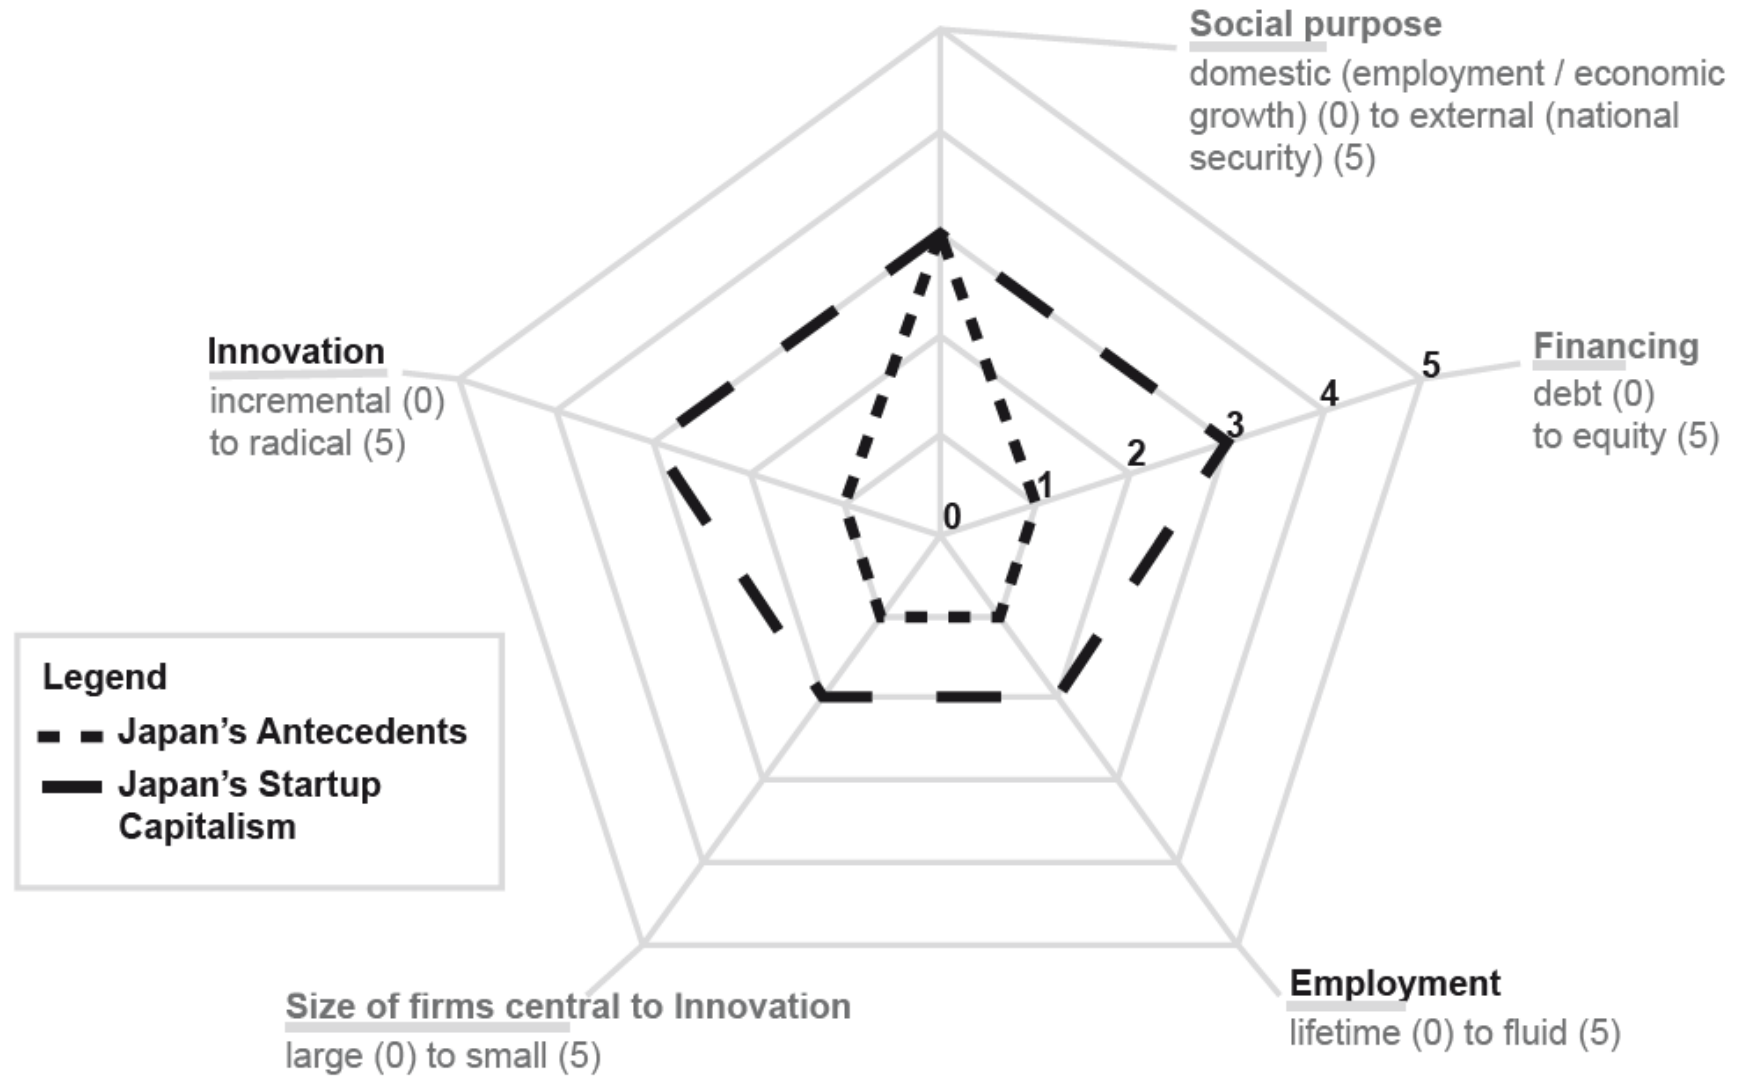 Social purpose
domestic (employment / economic
growth) (0) to external (national
security) (5)
Innovation
incremental (0)
to radical (5)
Financing
debt (0)
to equity (5)
5
4
3
2
1
0
Legend
Japan’s Antecedents
Japan’s Startup
Capitalism
Size of firms central to Innovation
large (0) to small (5)
Employment
lifetime (0) to fluid (5)